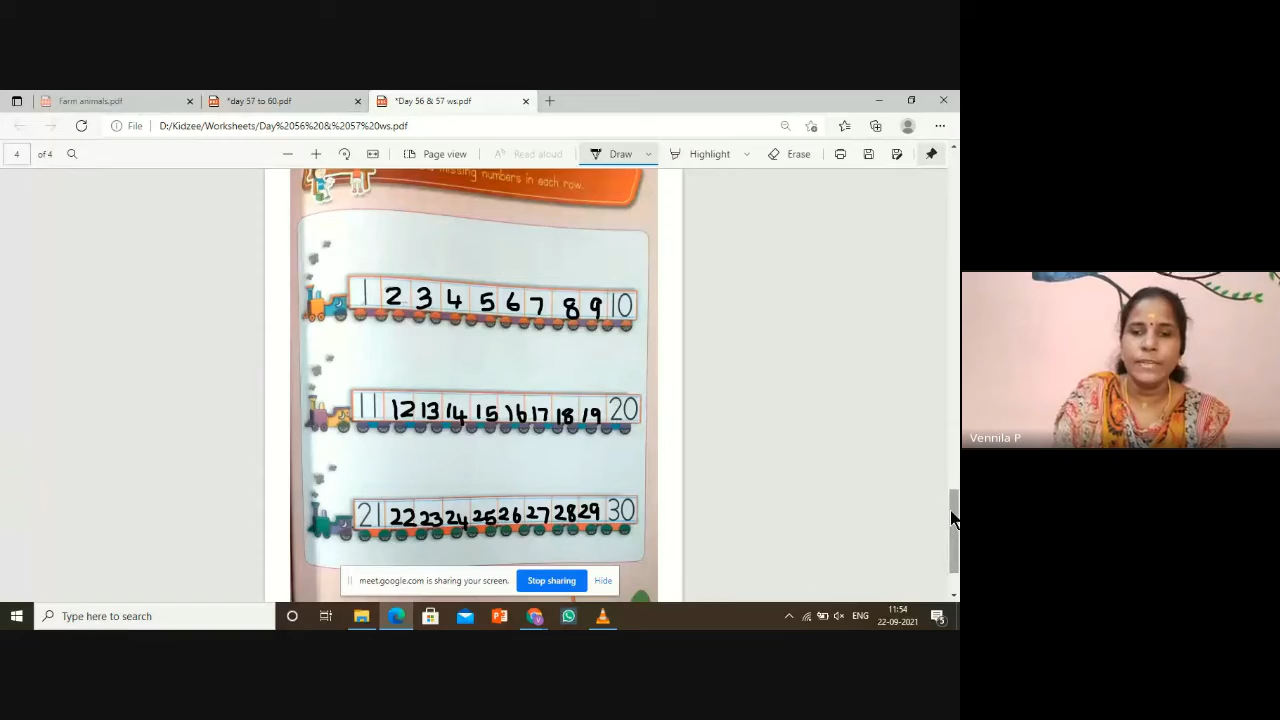 Farm animals.pdf
*day 57 to 60.pdf
*Day 56 & 57 ws.pdf
File D:/Kidzee/Worksheets/Day%2056%20&%2057%20ws.pdf
4 of 4
Page view
Read aloud
Draw
Highlight
Erase
missing numbers in each row.
1 2 3 4 5 6 7 8 9 10
11 12 13 14 15 16 17 18 19 20
21 22 23 24 25 26 27 28 29 30
meet.google.com is sharing your screen. Stop sharing Hide
Vennila P
Type here to search
ENG
11:54
22-09-2021
5